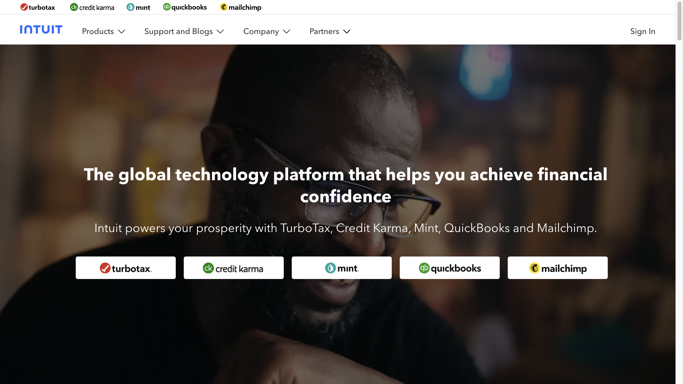 turbotax credit karma mint quickbooks mailchimp
INTUIT Products Support and Blogs Company Partners Sign In
The global technology platform that helps you achieve financial
confidence
Intuit powers your prosperity with TurboTax, Credit Karma, Mint, QuickBooks and Mailchimp.
turbotax. credit karma mint quickbooks mailchimp